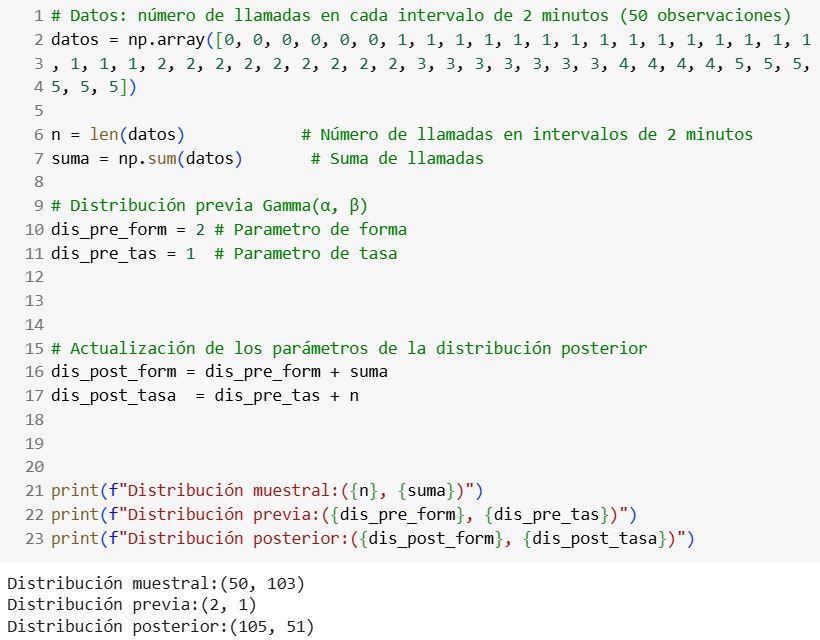 1 # Datos: número de llamadas en cada intervalo de 2 minutos (50 observaciones)
2 datos = np.array([0, 0, 0, 0, 0, 0, 1, 1, 1, 1, 1, 1, 1, 1, 1, 1, 1, 1, 1, 1, 1
3 , 1, 1, 1, 2, 2, 2, 2, 2, 2, 2, 2, 2, 3, 3, 3, 3, 3, 3, 3, 4, 4, 4, 4, 5, 5, 5,
4 5, 5, 5])
5
6 n = len(datos)            # Número de llamadas en intervalos de 2 minutos
7 suma = np.sum(datos)       # Suma de llamadas
8
9 # Distribución previa Gamma(α, β)
10 dis_pre_form = 2 # Parametro de forma
11 dis_pre_tas = 1  # Parametro de tasa
12
13
14
15 # Actualización de los parámetros de la distribución posterior
16 dis_post_form = dis_pre_form + suma
17 dis_post_tasa  = dis_pre_tas + n
18
19
20
21 print(f"Distribución muestral:({n}, {suma})")
22 print(f"Distribución previa:({dis_pre_form}, {dis_pre_tas})")
23 print(f"Distribución posterior:({dis_post_form}, {dis_post_tasa})")
Distribución muestral:(50, 103)
Distribución previa:(2, 1)
Distribución posterior:(105, 51)